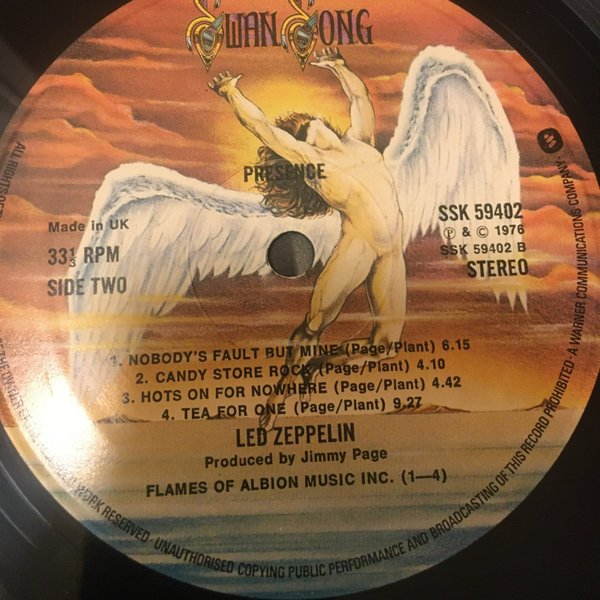 SWAN SONG
PRESENCE
Made in UK
33⅓ RPM
SIDE TWO
SSK 59402
Ⓟ & © 1976
SSK 59402 B
STEREO
1. NOBODY'S FAULT BUT MINE (Page/Plant) 6.15
2. CANDY STORE ROCK (Page/Plant) 4.10
3. HOTS ON FOR NOWHERE (Page/Plant) 4.42
4. TEA FOR ONE (Page/Plant) 9.27
LED ZEPPELIN
Produced by Jimmy Page
FLAMES OF ALBION MUSIC INC. (1—4)
ALL RIGHTS OF
WORK RESERVED · UNAUTHORISED COPYING PUBLIC PERFORMANCE AND BROADCASTING OF THIS RECORD PROHIBITED · A WARNER COMMUNICATIONS COMPANY.